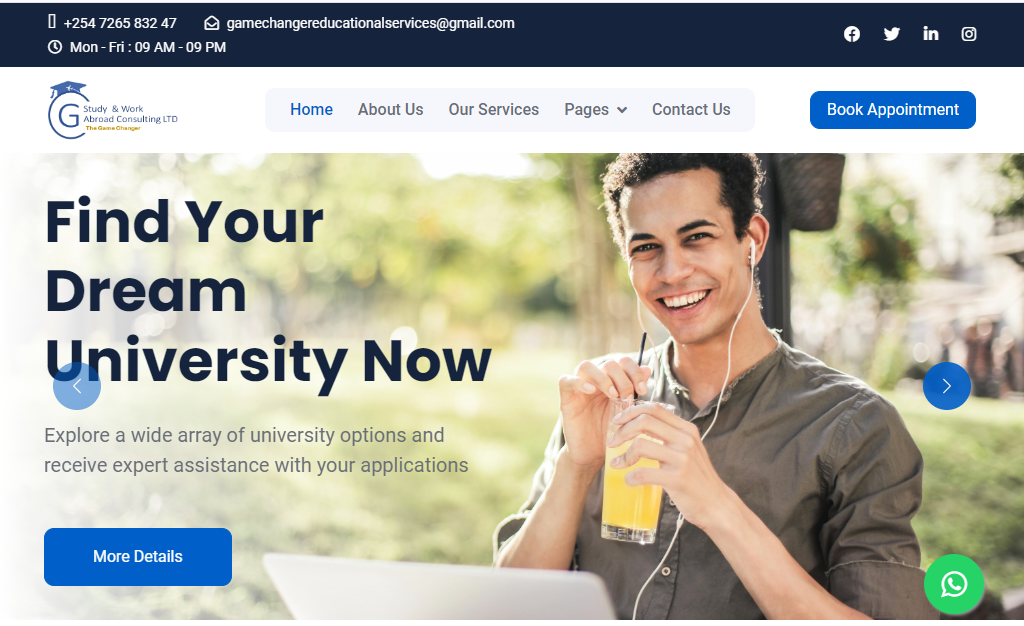 +254 7265 832 47
gamechangereducationalservices@gmail.com
Mon - Fri : 09 AM - 09 PM
G
Study & Work
Abroad Consulting LTD
The Game Changer
Home
About Us
Our Services
Pages
Contact Us
Book Appointment
Find Your
Dream
University Now
Explore a wide array of university options and
receive expert assistance with your applications
More Details